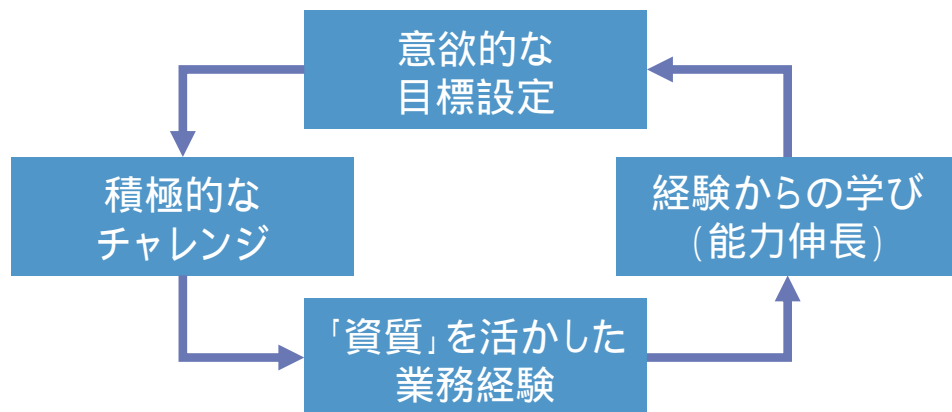 意欲的な
目標設定
積極的な
チャレンジ
経験からの学び
(能力伸長)
「資質」を活かした
業務経験